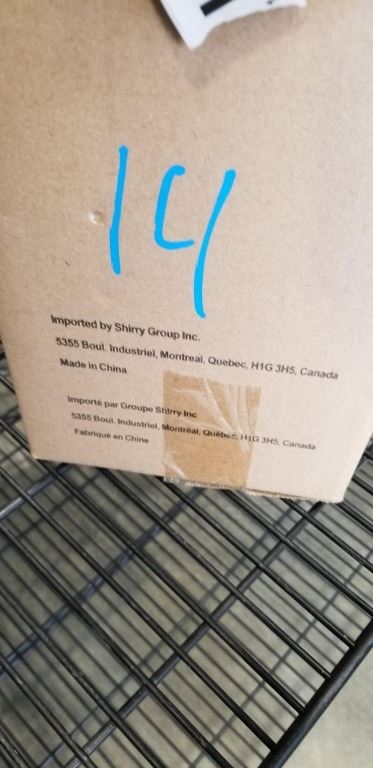 14
Imported by Shirry Group Inc.
5355 Boul. Industriel, Montreal, Quebec, H1G 3H5, Canada
Made in China
Importé par Groupe Shirry Inc
5355 Boul. Industriel, Montréal, Québec, H1G 3H5, Canada
Fabriqué en Chine